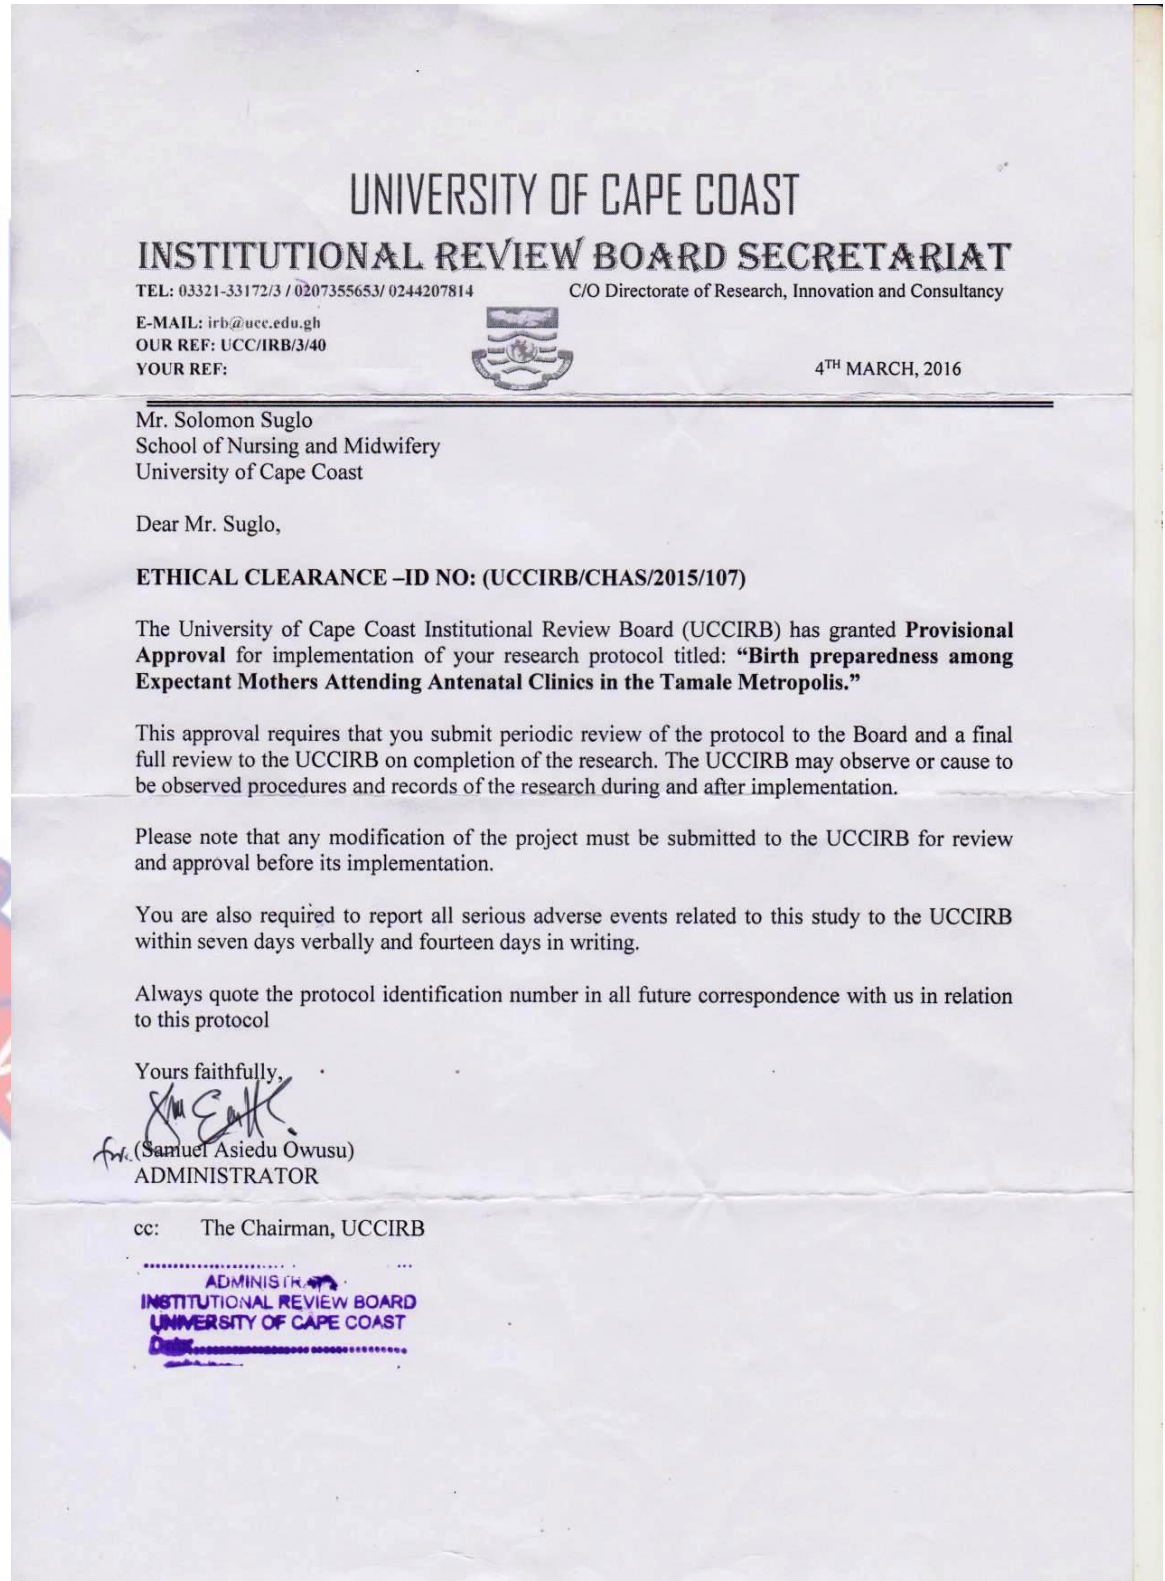 UNIVERSITY OF CAPE COAST
INSTITUTIONAL REVIEW BOARD SECRETARIAT
TEL: 03321-33172/3 / 0207355653/ 0244207814
C/O Directorate of Research, Innovation and Consultancy
E-MAIL: irb@ucc.edu.gh
OUR REF: UCC/IRB/3/40
YOUR REF:
4TH MARCH, 2016
Mr. Solomon Suglo
School of Nursing and Midwifery
University of Cape Coast
Dear Mr. Suglo,
ETHICAL CLEARANCE –ID NO: (UCCIRB/CHAS/2015/107)
The University of Cape Coast Institutional Review Board (UCCIRB) has granted Provisional
Approval for implementation of your research protocol titled: “Birth preparedness among
Expectant Mothers Attending Antenatal Clinics in the Tamale Metropolis.”
This approval requires that you submit periodic review of the protocol to the Board and a final
full review to the UCCIRB on completion of the research. The UCCIRB may observe or cause to
be observed procedures and records of the research during and after implementation.
Please note that any modification of the project must be submitted to the UCCIRB for review
and approval before its implementation.
You are also required to report all serious adverse events related to this study to the UCCIRB
within seven days verbally and fourteen days in writing.
Always quote the protocol identification number in all future correspondence with us in relation
to this protocol
Yours faithfully,
for. (Samuel Asiedu Owusu)
ADMINISTRATOR
cc: The Chairman, UCCIRB
INSTITUTIONAL REVIEW BOARD
UNIVERSITY OF CAPE COAST